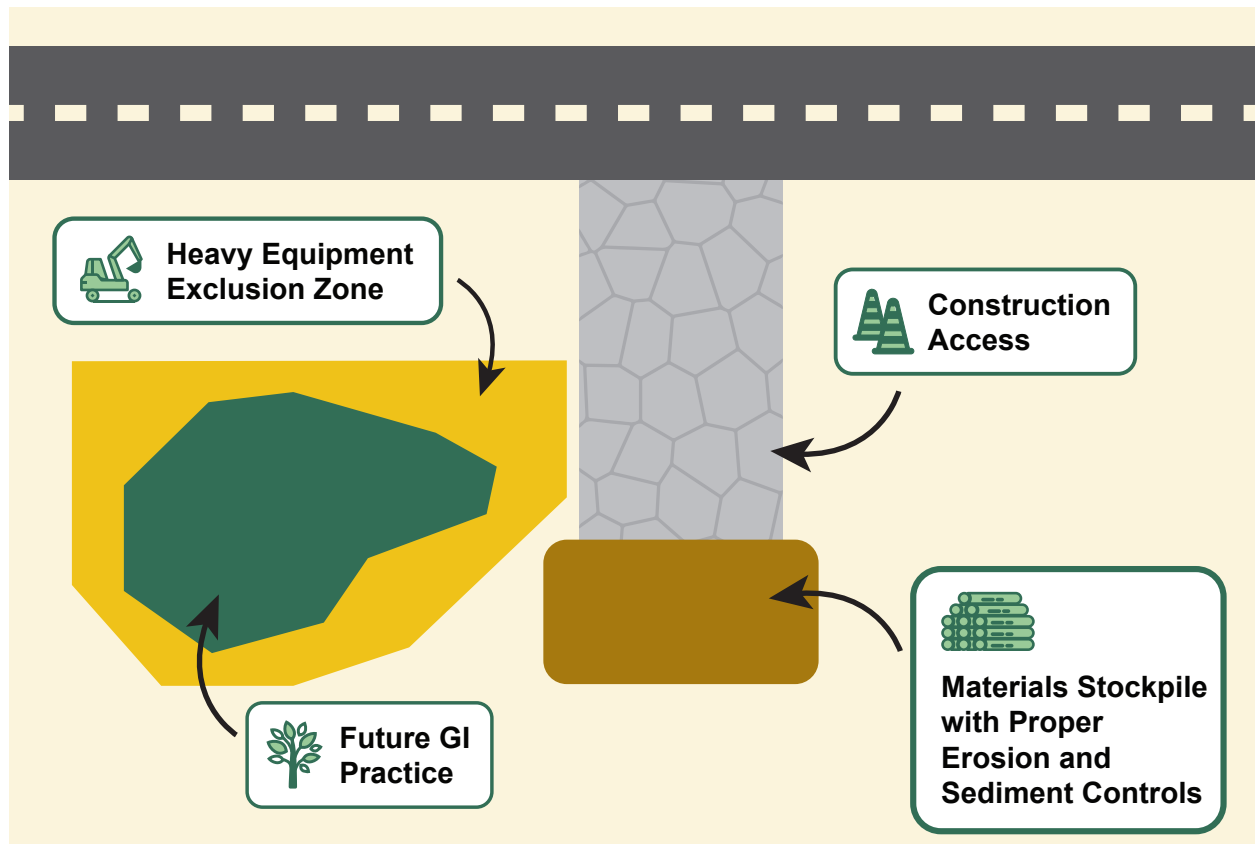 Heavy Equipment
Exclusion Zone
Construction
Access
Future GI
Practice
Materials Stockpile
with Proper
Erosion and
Sediment Controls